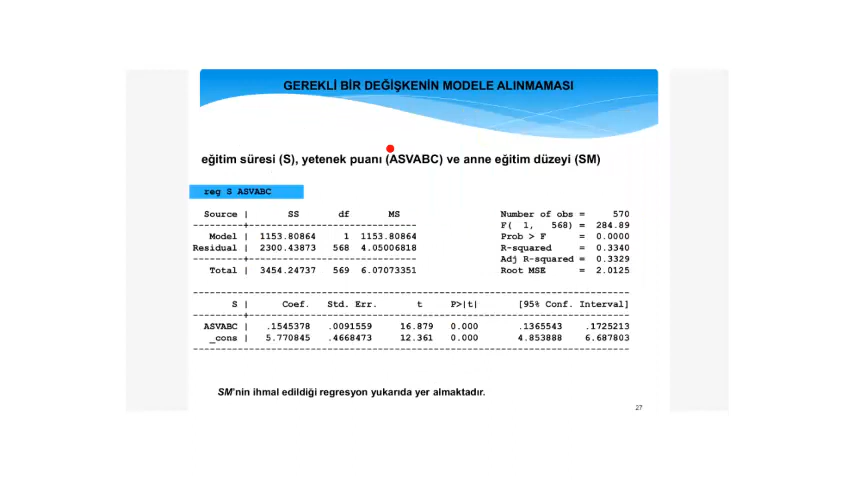 GEREKLİ BİR DEĞİŞKENİN MODELE ALINMAMASI
eğitim süresi (S), yetenek puanı (ASVABC) ve anne eğitim düzeyi (SM)
reg S ASVABC
Source | SS df MS Number of obs = 570
---------+------------------------------ F( 1, 568) = 284.89
Model | 1153.80864 1 1153.80864 Prob > F = 0.0000
Residual | 2300.43873 568 4.05006818 R-squared = 0.3340
---------+------------------------------ Adj R-squared = 0.3329
Total | 3454.24737 569 6.07073351 Root MSE = 2.0125
------------------------------------------------------------------------------
S | Coef. Std. Err. t P>|t| [95% Conf. Interval]
---------+--------------------------------------------------------------------
ASVABC | .1545378 .0091559 16.879 0.000 .1365543 .1725213
_cons | 5.770845 .4668473 12.361 0.000 4.853888 6.687803
------------------------------------------------------------------------------
SM'nin ihmal edildiği regresyon yukarıda yer almaktadır.
27